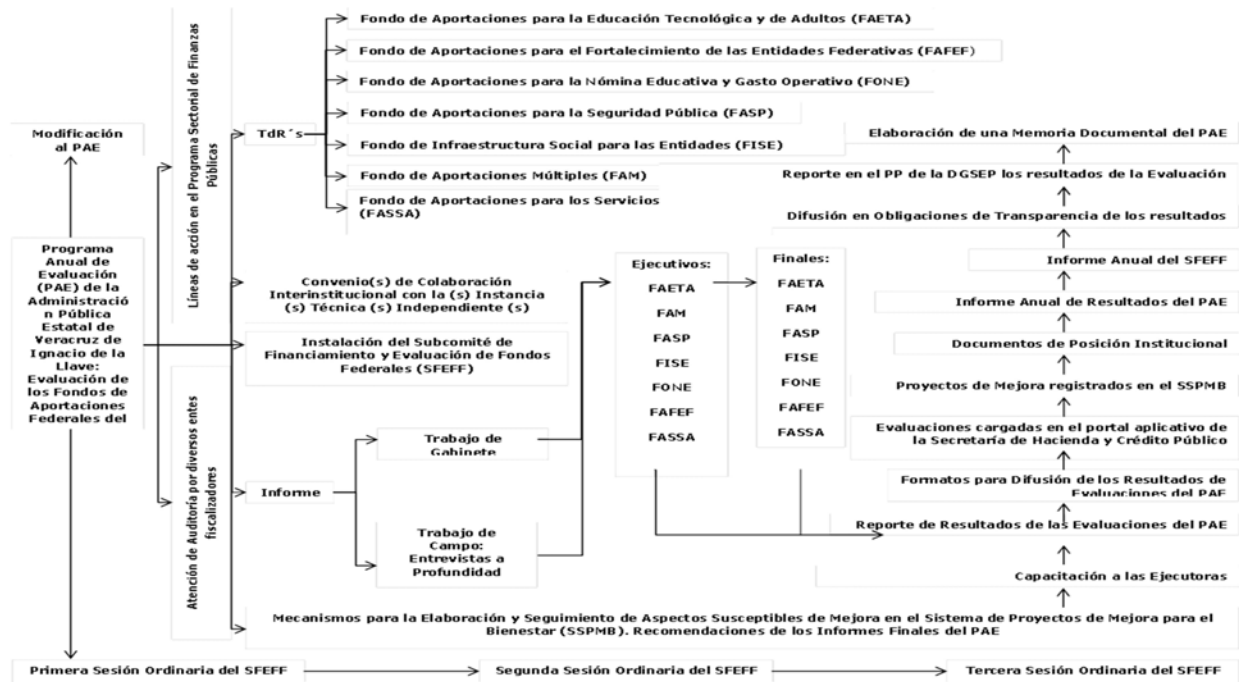 Modificación
al PAE
Programa
Anual de
Evaluación
(PAE) de la
Administració
n Pública
Estatal de
Veracruz de
Ignacio de la
Llave:
Evaluación de
los Fondos de
Aportaciones
Federales del
Líneas de acción en el Programa Sectorial de Finanzas
Públicas
Atención de Auditoría por diversos entes
fiscalizadores
TdR´s
Fondo de Aportaciones para la Educación Tecnológica y de Adultos (FAETA)
Fondo de Aportaciones para el Fortalecimiento de las Entidades Federativas (FAFEF)
Fondo de Aportaciones para la Nómina Educativa y Gasto Operativo (FONE)
Fondo de Aportaciones para la Seguridad Pública (FASP)
Fondo de Infraestructura Social para las Entidades (FISE)
Fondo de Aportaciones Múltiples (FAM)
Fondo de Aportaciones para los Servicios
(FASSA)
Convenio(s) de Colaboración
Interinstitucional con la (s) Instancia
(s) Técnica (s) Independiente (s)
Instalación del Subcomité de
Financiamiento y Evaluación de Fondos
Federales (SFEFF)
Informe
Trabajo de
Gabinete
Trabajo de
Campo:
Entrevistas a
Profundidad
Ejecutivos:
FAETA
FAM
FASP
FISE
FONE
FAFEF
FASSA
Finales:
FAETA
FAM
FASP
FISE
FONE
FAFEF
FASSA
Elaboración de una Memoria Documental del PAE
Reporte en el PP de la DGSEP los resultados de la Evaluación
Difusión en Obligaciones de Transparencia de los resultados
Informe Anual del SFEFF
Informe Anual de Resultados del PAE
Documentos de Posición Institucional
Proyectos de Mejora registrados en el SSPMB
Evaluaciones cargadas en el portal aplicativo
de la Secretaría de Hacienda y Crédito Público
Formatos para Difusión de los Resultados de
Evaluaciones del PAE
Reporte de Resultados de las Evaluaciones del PAE
Capacitación a las Ejecutoras
Mecanismos para la Elaboración y Seguimiento de Aspectos Susceptibles de Mejora en el Sistema de Proyectos de Mejora para el
Bienestar (SSPMB). Recomendaciones de los Informes Finales del PAE
Primera Sesión Ordinaria del SFEFF
Segunda Sesión Ordinaria del SFEFF
Tercera Sesión Ordinaria del SFEFF